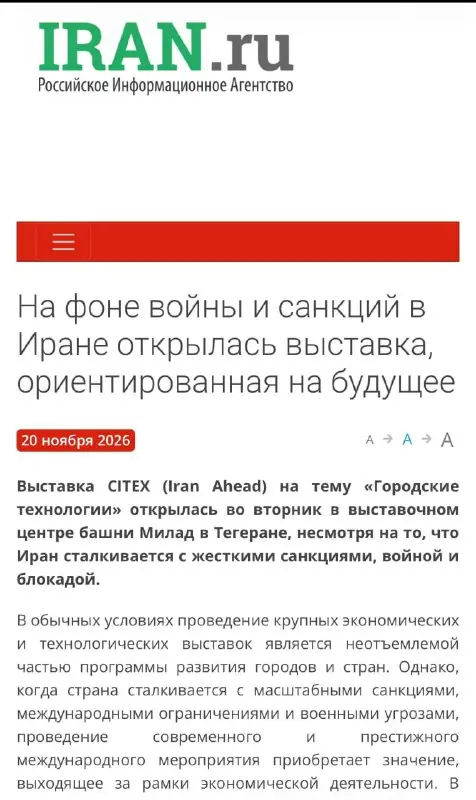 IRAN.ru
Российское Информационное Агентство
На фоне войны и санкций в
Иране открылась выставка,
ориентированная на будущее
20 ноября 2026
A → A → A
Выставка CITEX (Iran Ahead) на тему «Городские
технологии» открылась во вторник в выставочном
центре башни Милад в Тегеране, несмотря на то, что
Иран сталкивается с жесткими санкциями, войной и
блокадой.
В обычных условиях проведение крупных экономических
и технологических выставок является неотъемлемой
частью программы развития городов и стран. Однако,
когда страна сталкивается с масштабными санкциями,
международными ограничениями и военными угрозами,
проведение современного и престижного
международного мероприятия приобретает значение,
выходящее за рамки экономической деятельности. В